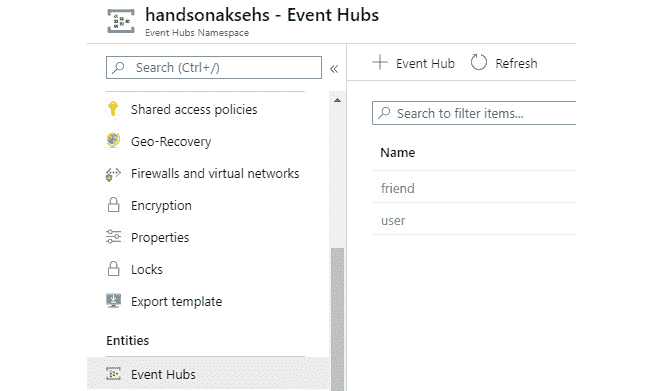 handsonaksehs - Event Hubs
Event Hubs Namespace
Search (Ctrl+/)
«
Shared access policies
Geo-Recovery
Firewalls and virtual networks
Encryption
Properties
Locks
Export template
Entities
Event Hubs
+ Event Hub Refresh
Search to filter items...
Name
friend
user